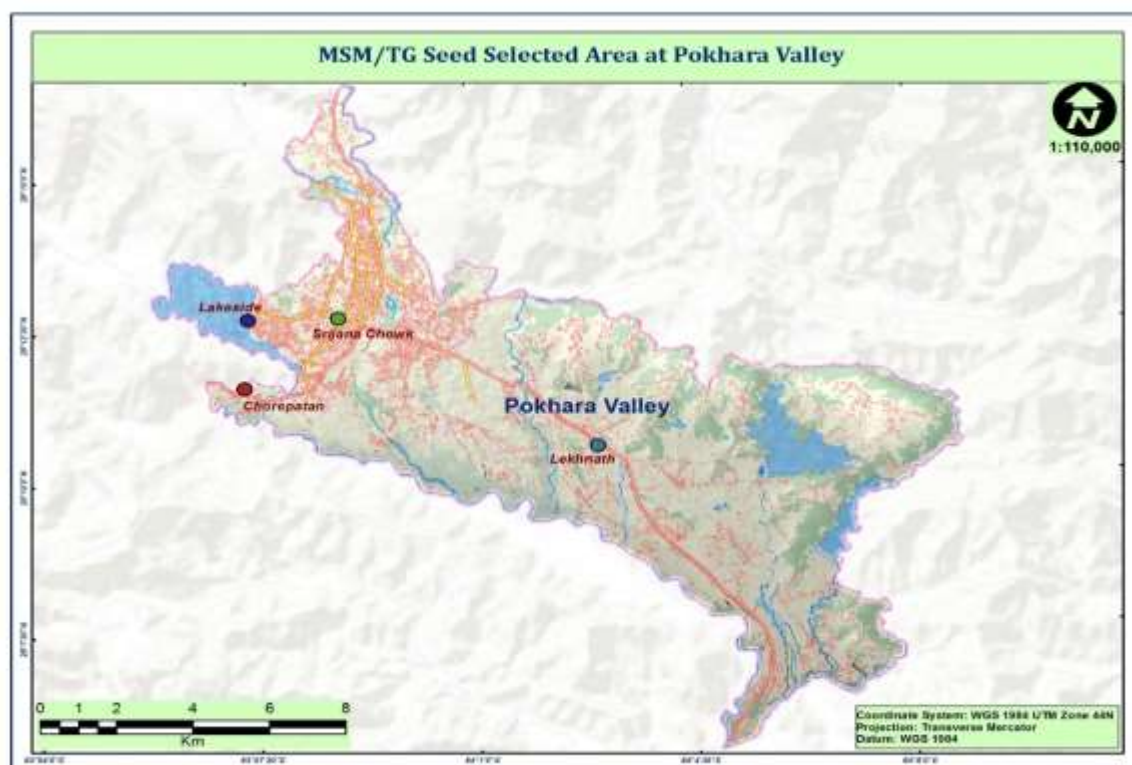 MSM/TG Seed Selected Area at Pokhara Valley
N
1:110,000
Lakeside
Srijana Chowk
Chorepatan
Pokhara Valley
Lekhnath
0 1 2 4 6 8
Km
Coordinate System: WGS 1984 UTM Zone 44N
Projection: Transverse Mercator
Datum: WGS 1984